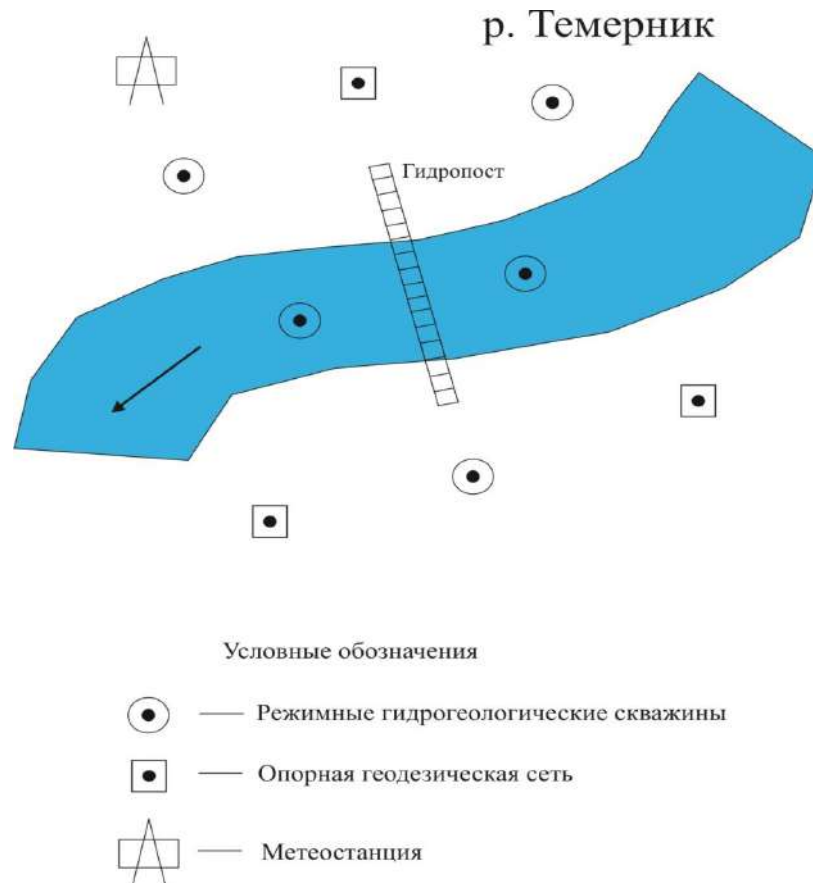 р. Темерник
Гидропост
Условные обозначения
Режимные гидрогеологические скважины
Опорная геодезическая сеть
Метеостанция